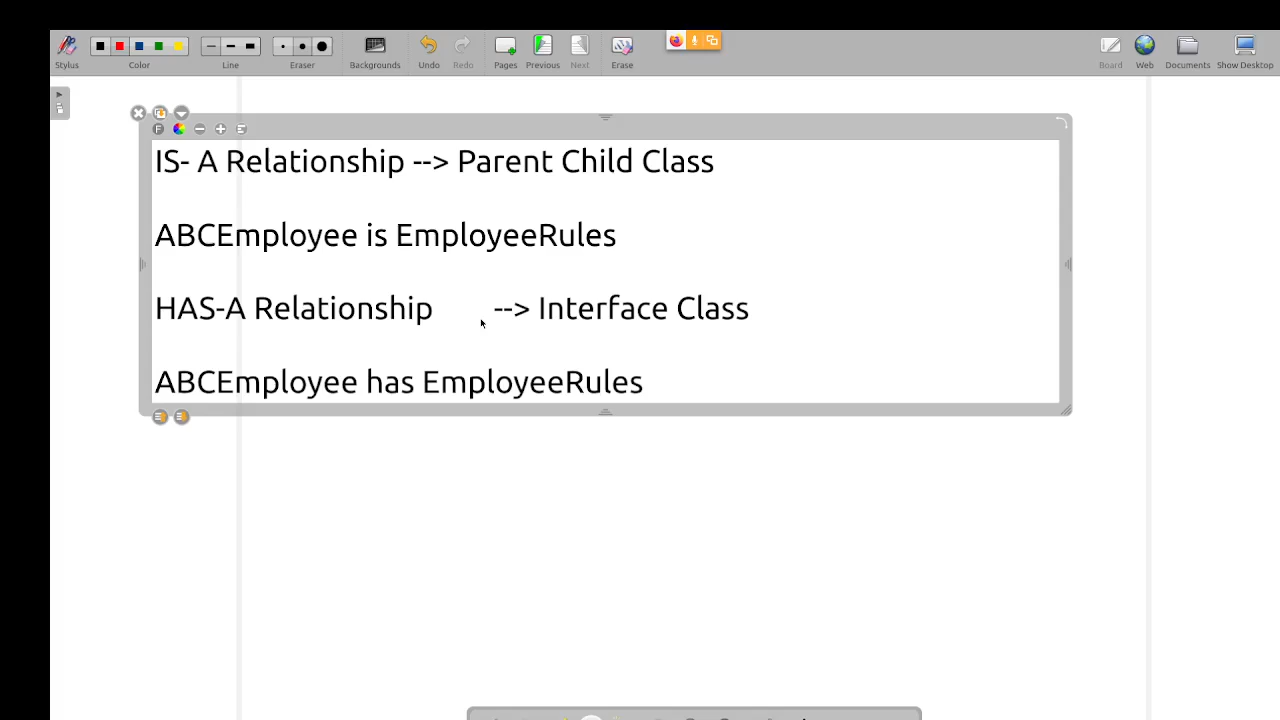 Stylus Color Line Eraser Backgrounds Undo Redo Pages Previous Next Erase Board Web Documents Show Desktop
IS- A Relationship --> Parent Child Class
ABCEmployee is EmployeeRules
HAS-A Relationship --> Interface Class
ABCEmployee has EmployeeRules